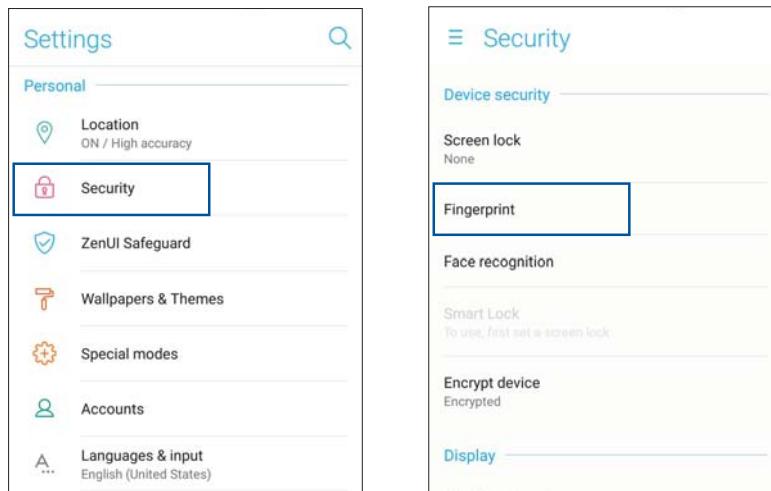 Settings
Personal
Location
ON / High accuracy
Security
ZenUI Safeguard
Wallpapers & Themes
Special modes
Accounts
Languages & input
English (United States)
Security
Device security
Screen lock
None
Fingerprint
Face recognition
Smart Lock
To use, first set a screen lock
Encrypt device
Encrypted
Display